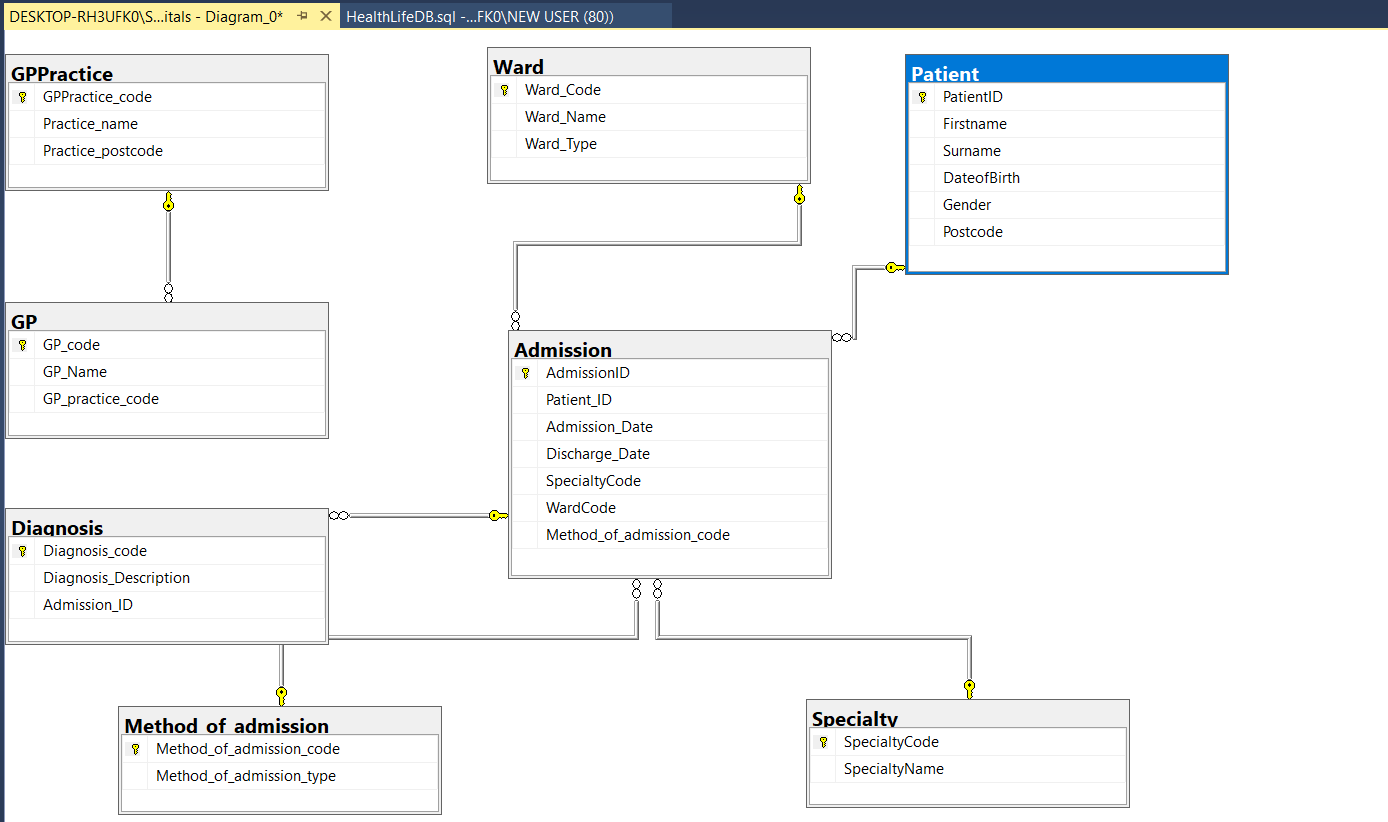 DESKTOP-RH3UFK0\S...itals - Diagram_0*
HealthLifeDB.sql -...FK0\NEW USER (80))
GPPractice
GPPractice_code
Practice_name
Practice_postcode
Ward
Ward_Code
Ward_Name
Ward_Type
Patient
PatientID
Firstname
Surname
DateofBirth
Gender
Postcode
GP
GP_code
GP_Name
GP_practice_code
Admission
AdmissionID
Patient_ID
Admission_Date
Discharge_Date
SpecialtyCode
WardCode
Method_of_admission_code
Diagnosis
Diagnosis_code
Diagnosis_Description
Admission_ID
Method_of_admission
Method_of_admission_code
Method_of_admission_type
Specialty
SpecialtyCode
SpecialtyName